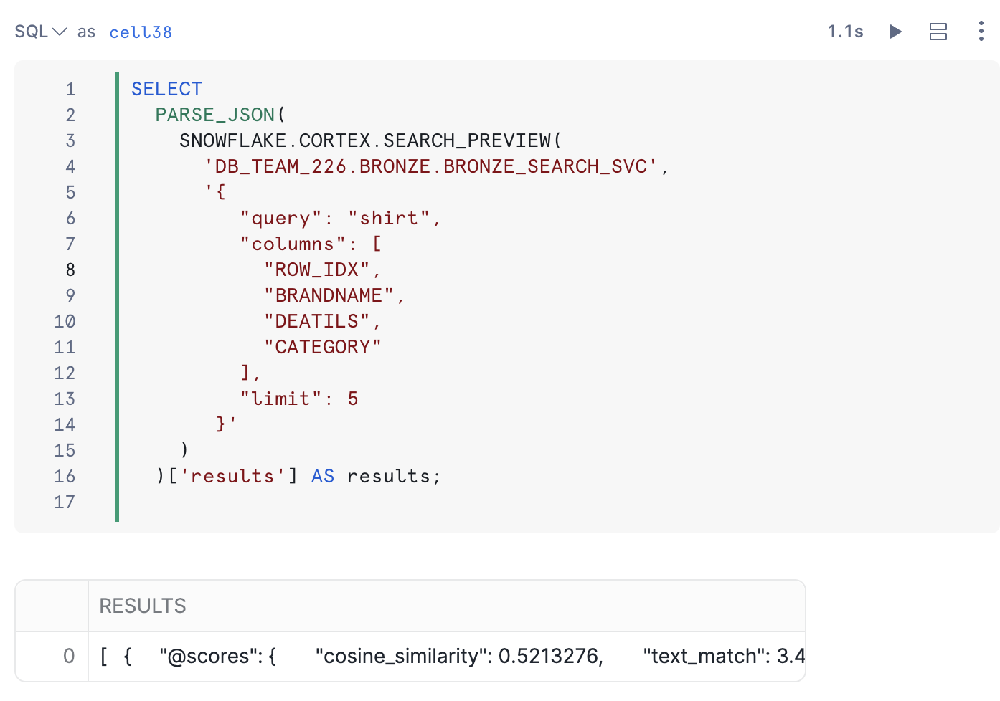 SQL as cell38 1.1s
1 SELECT
2 PARSE_JSON(
3 SNOWFLAKE.CORTEX.SEARCH_PREVIEW(
4 'DB_TEAM_226.BRONZE.BRONZE_SEARCH_SVC',
5 '{
6 "query": "shirt",
7 "columns": [
8 "ROW_IDX",
9 "BRANDNAME",
10 "DEATILS",
11 "CATEGORY"
12 ],
13 "limit": 5
14 }'
15 )
16 )['results'] AS results;
17
RESULTS
0 [ { "@scores": { "cosine_similarity": 0.5213276, "text_match": 3.4